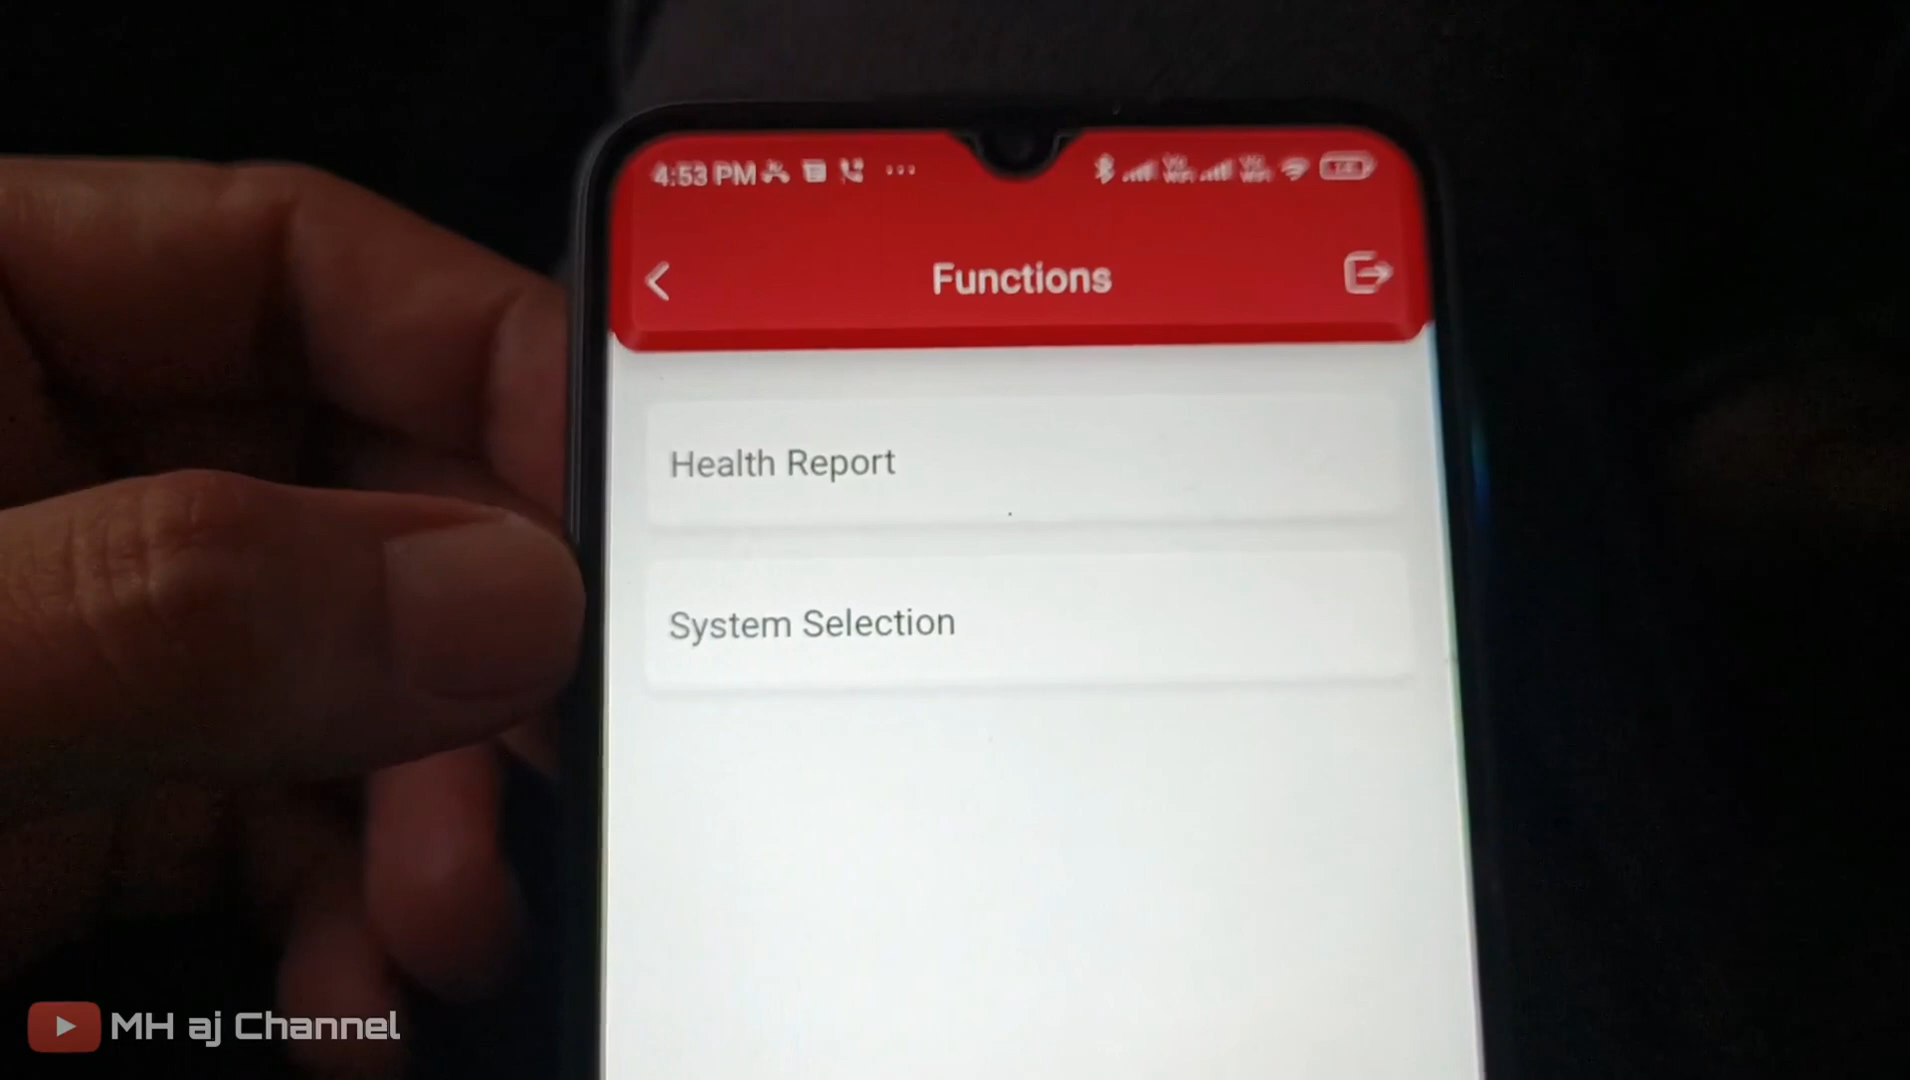 4:53 PM
Functions
Health Report
System Selection
MH aj Channel